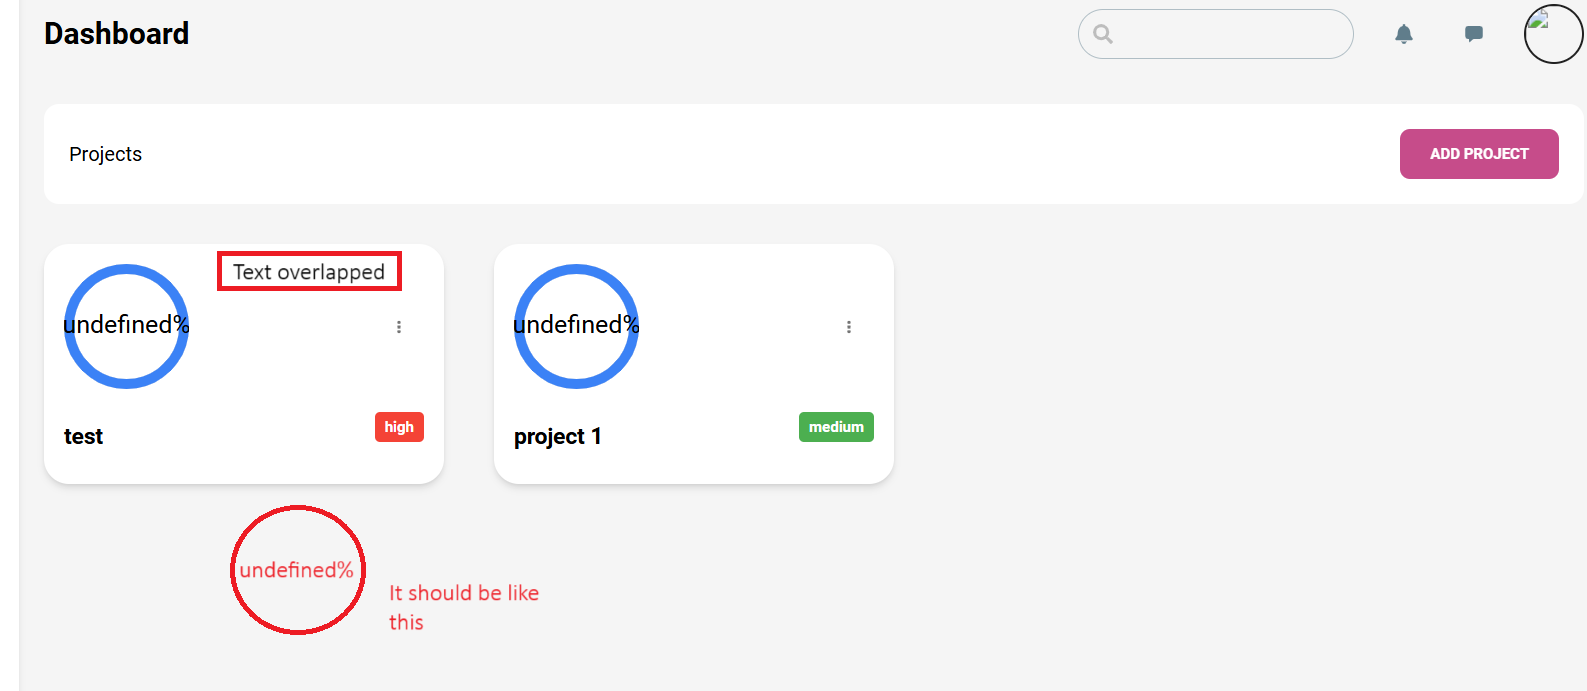 Dashboard
Projects
ADD PROJECT
Text overlapped
undefined%
undefined%
test
high
project 1
medium
undefined%
It should be like
this